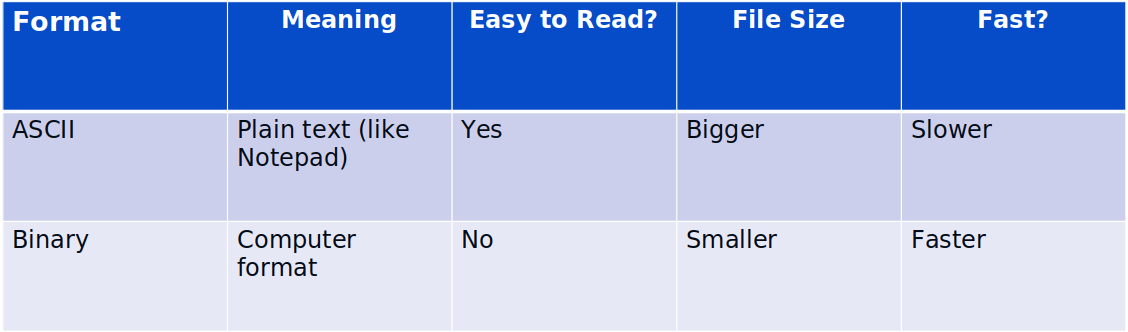 Format Meaning Easy to Read? File Size Fast?
ASCII Plain text (like Notepad) Yes Bigger Slower
Binary Computer format No Smaller Faster